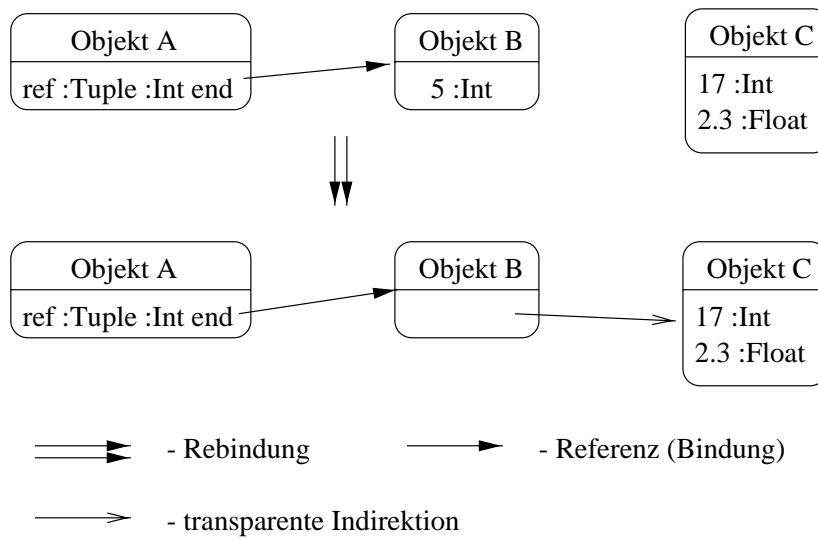 Objekt A
ref :Tuple :Int end
Objekt B
5 :Int
Objekt C
17 :Int
2.3 :Float
Objekt A
ref :Tuple :Int end
Objekt B
Objekt C
17 :Int
2.3 :Float
- Rebindung
- Referenz (Bindung)
- transparente Indirektion